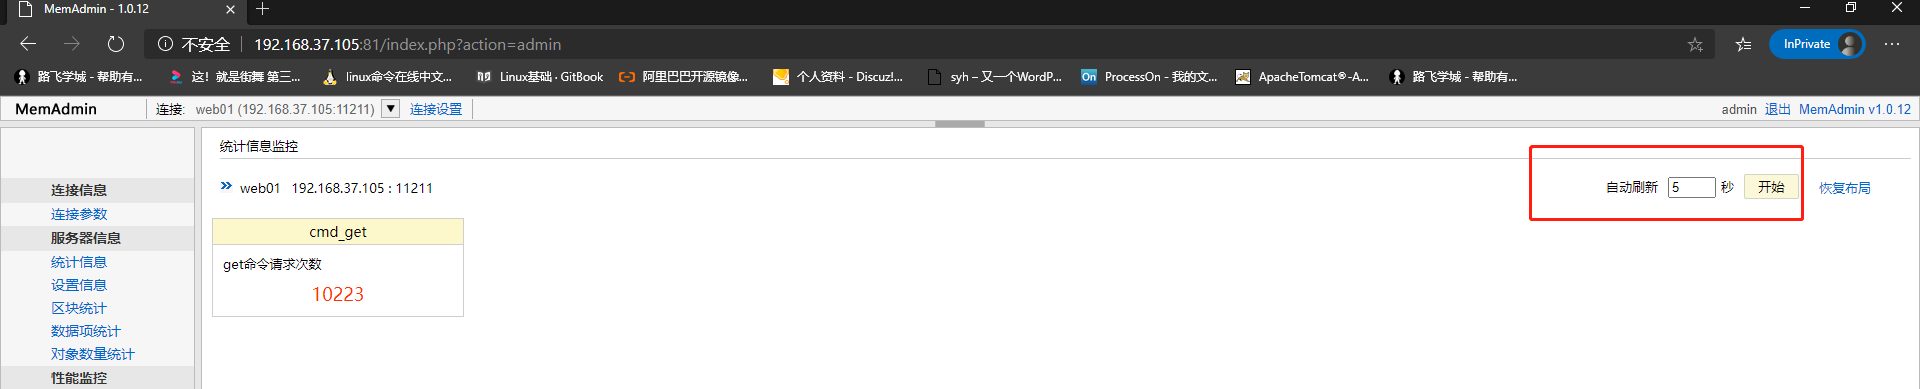 MemAdmin - 1.0.12
不安全 192.168.37.105:81/index.php?action=admin InPrivate
路飞学城 - 帮助有... 这！就是街舞 第三... linux命令在线中文... Linux基础 · GitBook 阿里巴巴开源镜像... 个人资料 - Discuz!... syh – 又一个WordP... On ProcessOn - 我的文... ApacheTomcat®-A... 路飞学城 - 帮助有...
MemAdmin 连接: web01 (192.168.37.105:11211) 连接设置 admin 退出 MemAdmin v1.0.12
统计信息监控
web01 192.168.37.105 : 11211 自动刷新 5 秒 开始 恢复布局
cmd_get
get命令请求次数
10223
连接信息
连接参数
服务器信息
统计信息
设置信息
区块统计
数据项统计
对象数量统计
性能监控